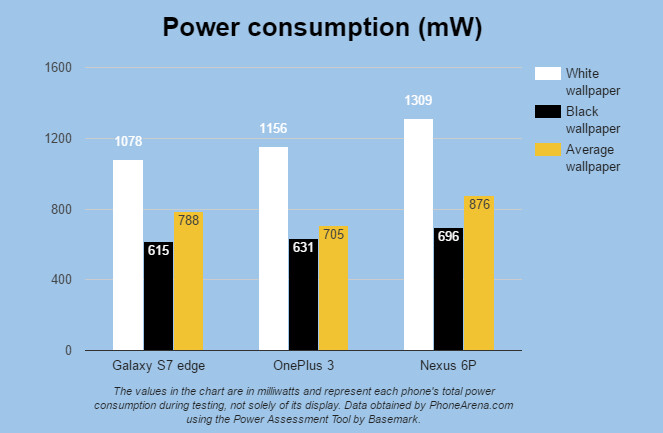 Power consumption (mW)
1600
1200
800
400
0
1078
615
788
1156
631
705
1309
696
876
Galaxy S7 edge
OnePlus 3
Nexus 6P
White
wallpaper
Black
wallpaper
Average
wallpaper
The values in the chart are in milliwatts and represent each phone's total power
consumption during testing, not solely of its display. Data obtained by PhoneArena.com
using the Power Assessment Tool by Basemark.